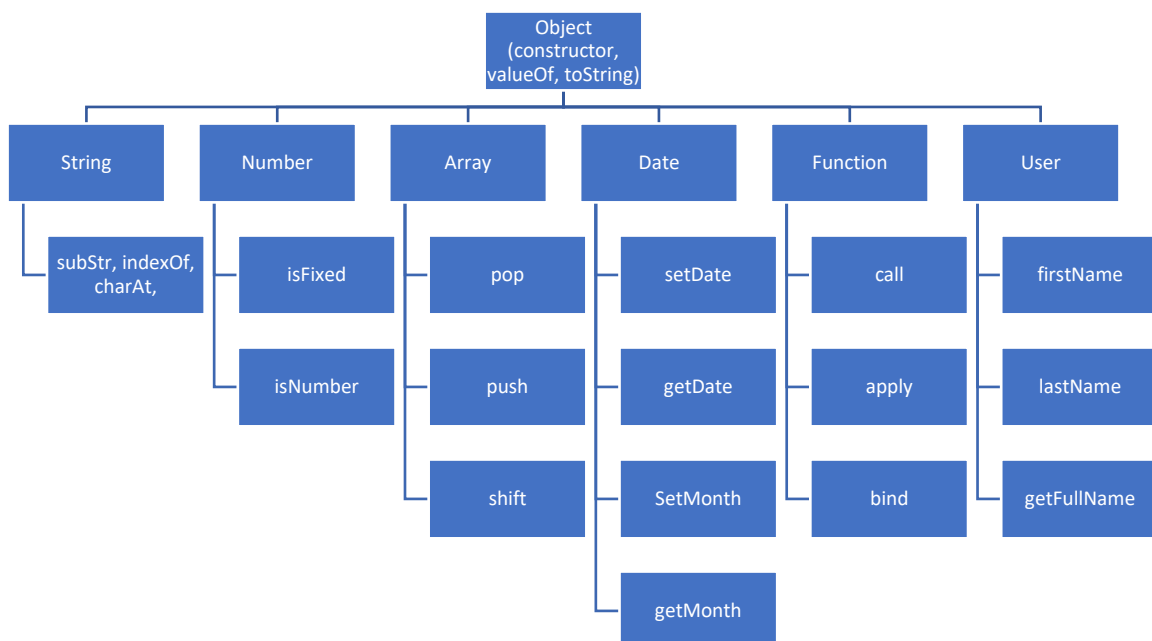 Object
(constructor,
valueOf, toString)
String
Number
Array
Date
Function
User
subStr, indexOf,
charAt,
isFixed
pop
setDate
call
firstName
isNumber
push
getDate
apply
lastName
shift
SetMonth
bind
getFullName
getMonth